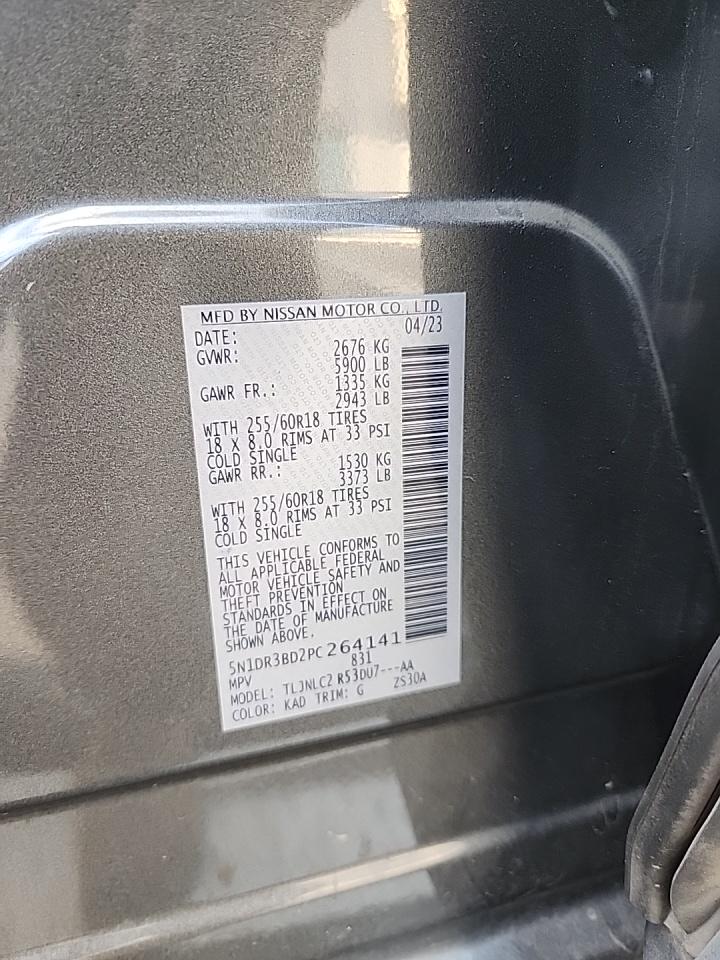 MFD BY NISSAN MOTOR CO., LTD.
DATE: 04/23
GVWR: 2676 KG
5900 LB
GAWR FR.: 1335 KG
2943 LB
WITH 255/60R18 TIRES
18 X 8.0 RIMS AT 33 PSI
COLD SINGLE
GAWR RR.: 1530 KG
3373 LB
WITH 255/60R18 TIRES
18 X 8.0 RIMS AT 33 PSI
COLD SINGLE
THIS VEHICLE CONFORMS TO
ALL APPLICABLE FEDERAL
MOTOR VEHICLE SAFETY AND
THEFT PREVENTION
STANDARDS IN EFFECT ON
THE DATE OF MANUFACTURE
SHOWN ABOVE.
5N1DR3BD2PC264141
MPV 831
MODEL: TLJNLC2 R53DU7---AA
COLOR: KAD TRIM: G ZS30A